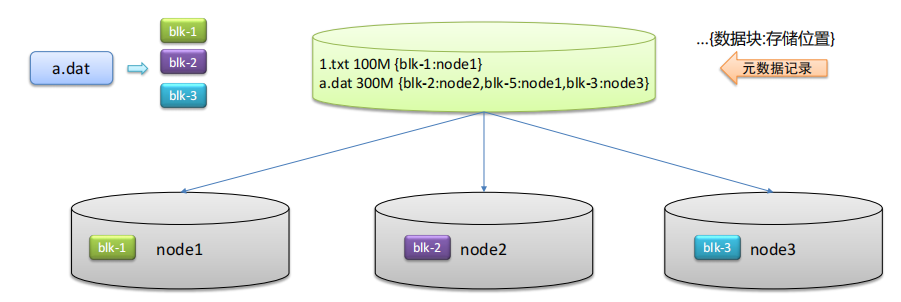 blk-1
a.dat
blk-2
blk-3
1.txt 100M {blk-1:node1}
a.dat 300M {blk-2:node2,blk-5:node1,blk-3:node3}
...{数据块:存储位置}
元数据记录
blk-1 node1
blk-2 node2
blk-3 node3